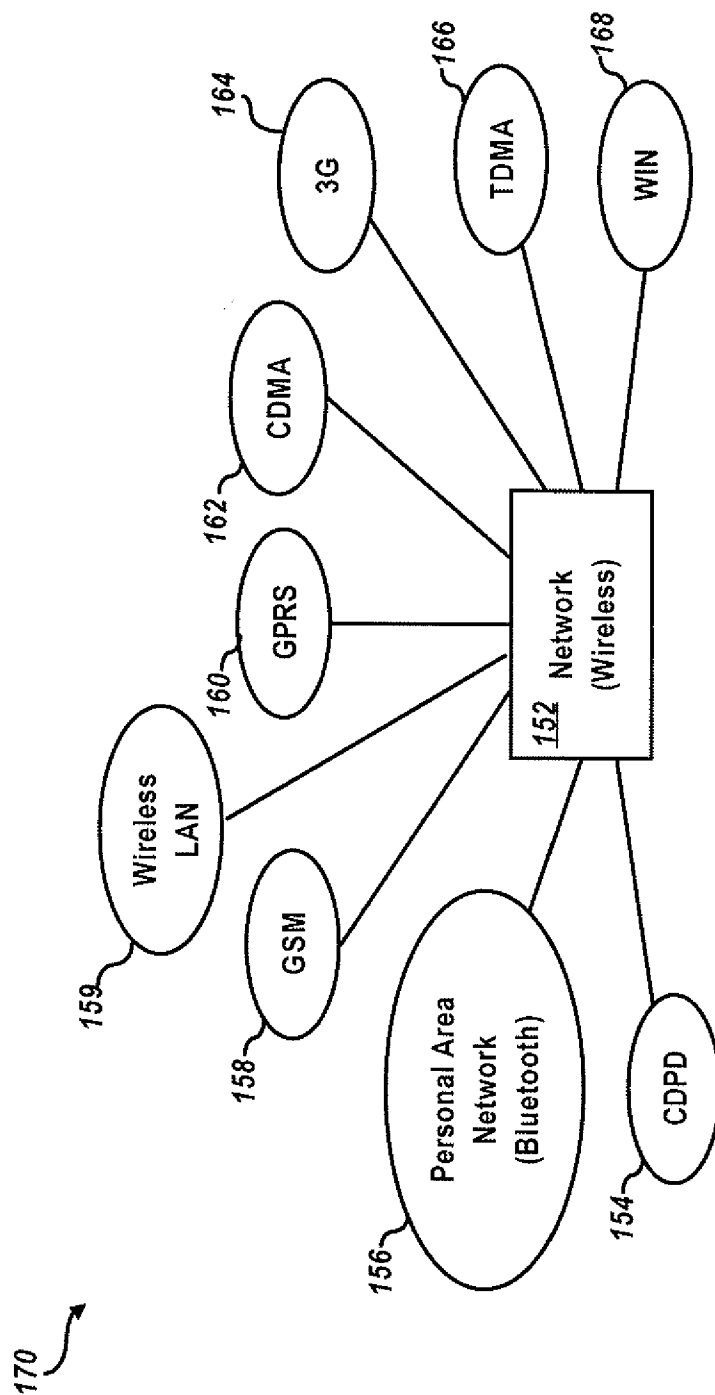 170
159
Wireless
LAN
164
3G
162
CDMA
160
GPRS
166
TDMA
158
GSM
168
WIN
156
Personal Area
Network
(Bluetooth)
152
Network
(Wireless)
154
CDPD